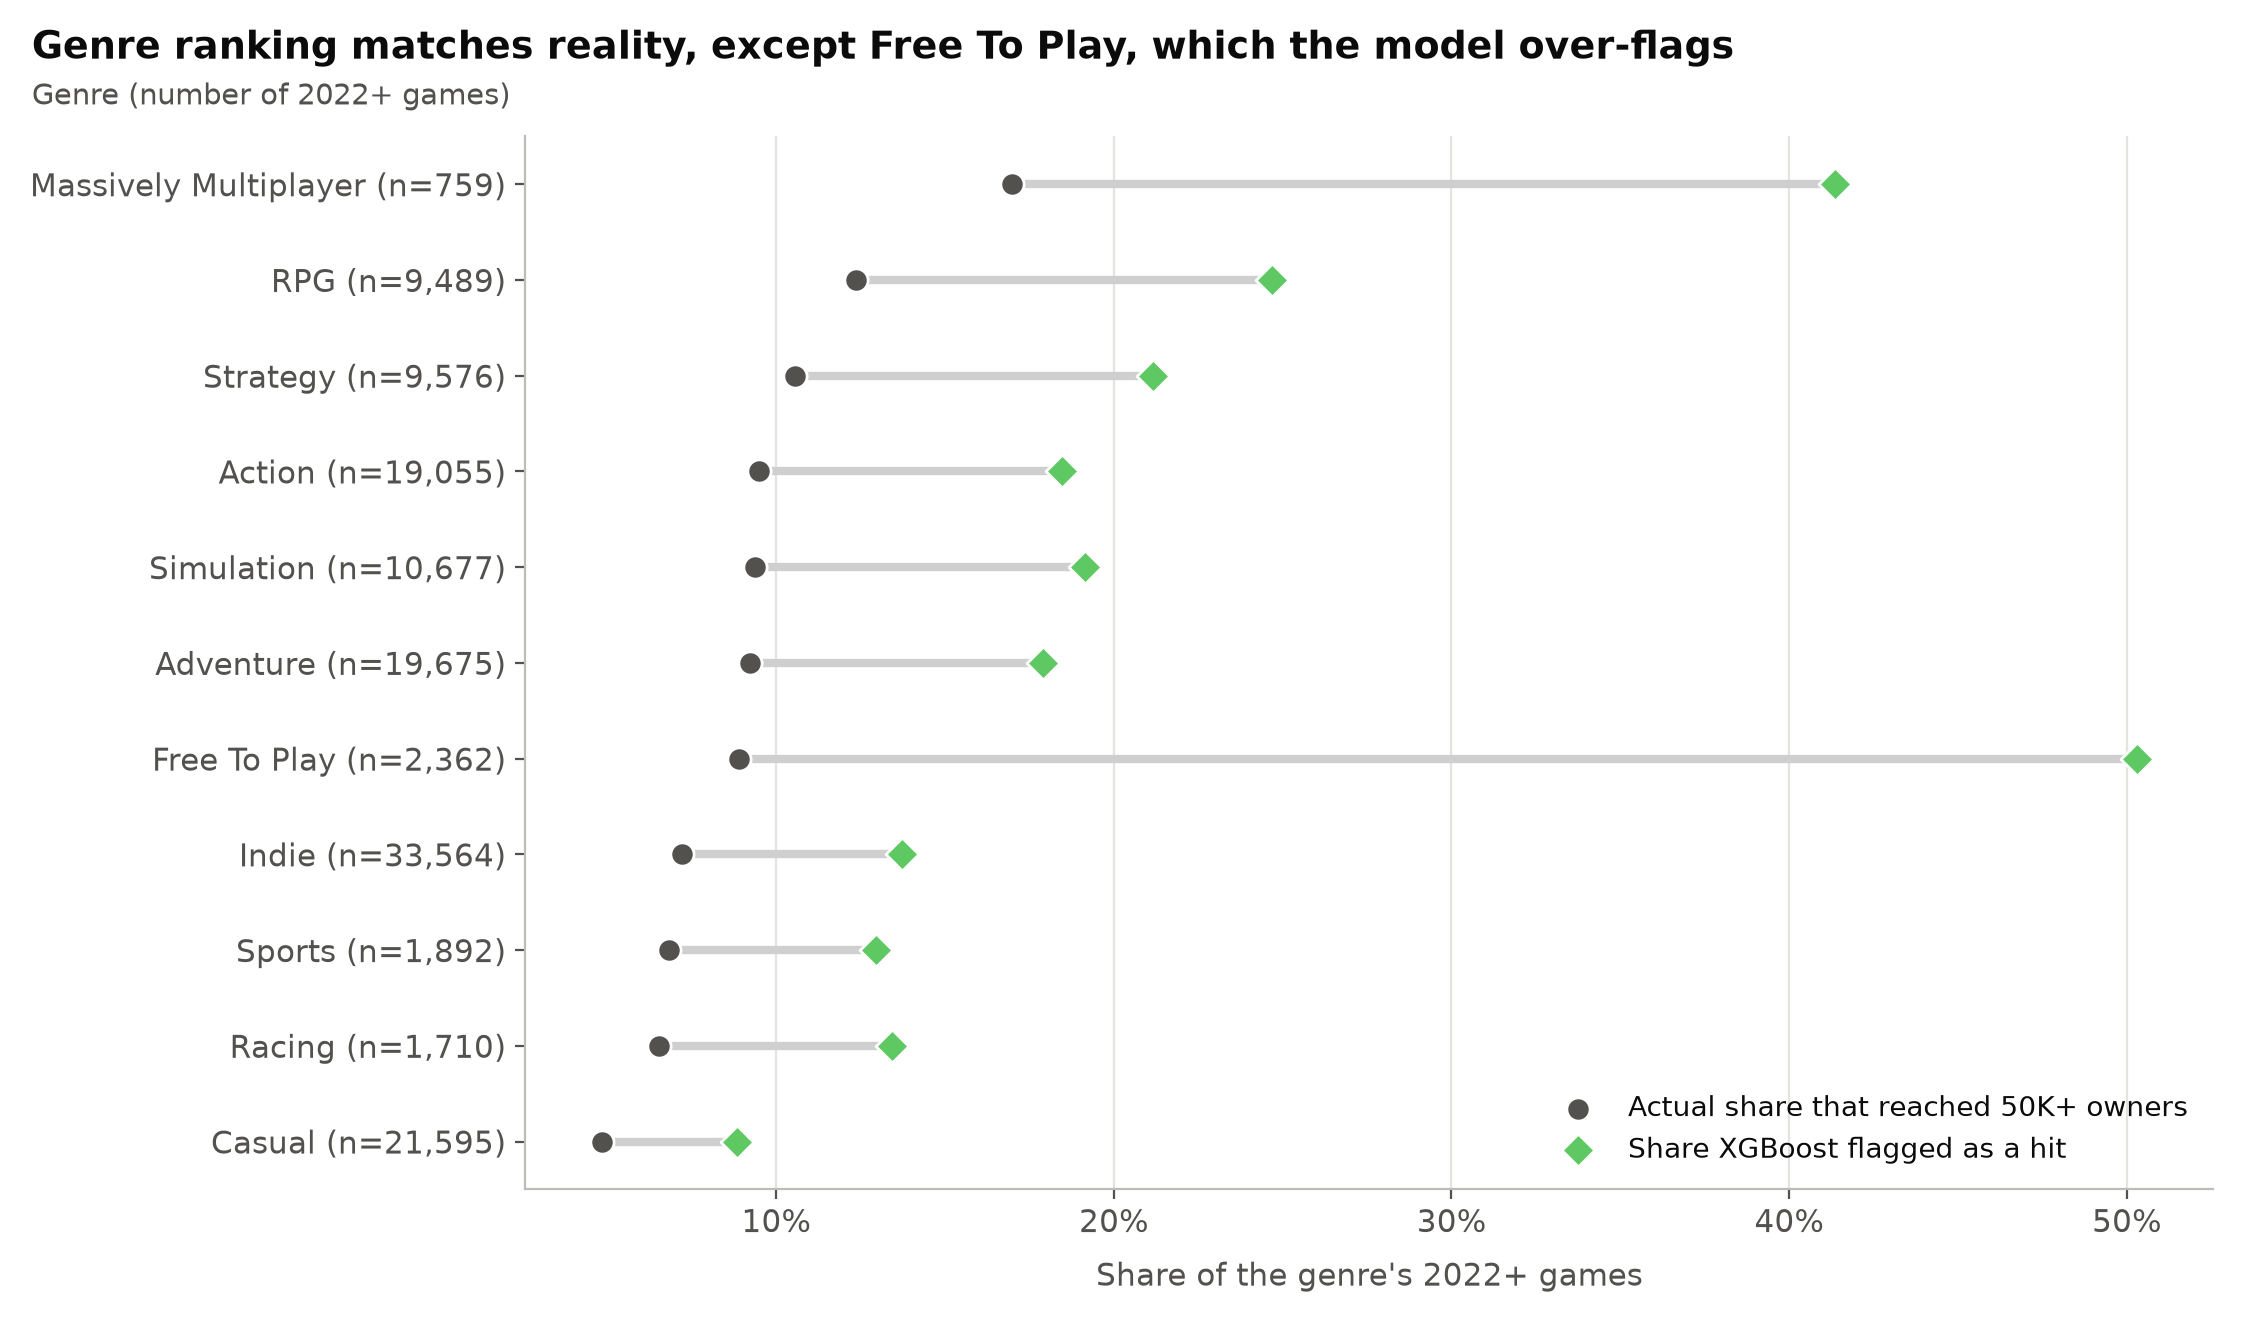 Genre ranking matches reality, except Free To Play, which the model over-flags
Genre (number of 2022+ games)
Massively Multiplayer (n=759)
RPG (n=9,489)
Strategy (n=9,576)
Action (n=19,055)
Simulation (n=10,677)
Adventure (n=19,675)
Free To Play (n=2,362)
Indie (n=33,564)
Sports (n=1,892)
Racing (n=1,710)
Casual (n=21,595)
Actual share that reached 50K+ owners
Share XGBoost flagged as a hit
10% 20% 30% 40% 50%
Share of the genre's 2022+ games